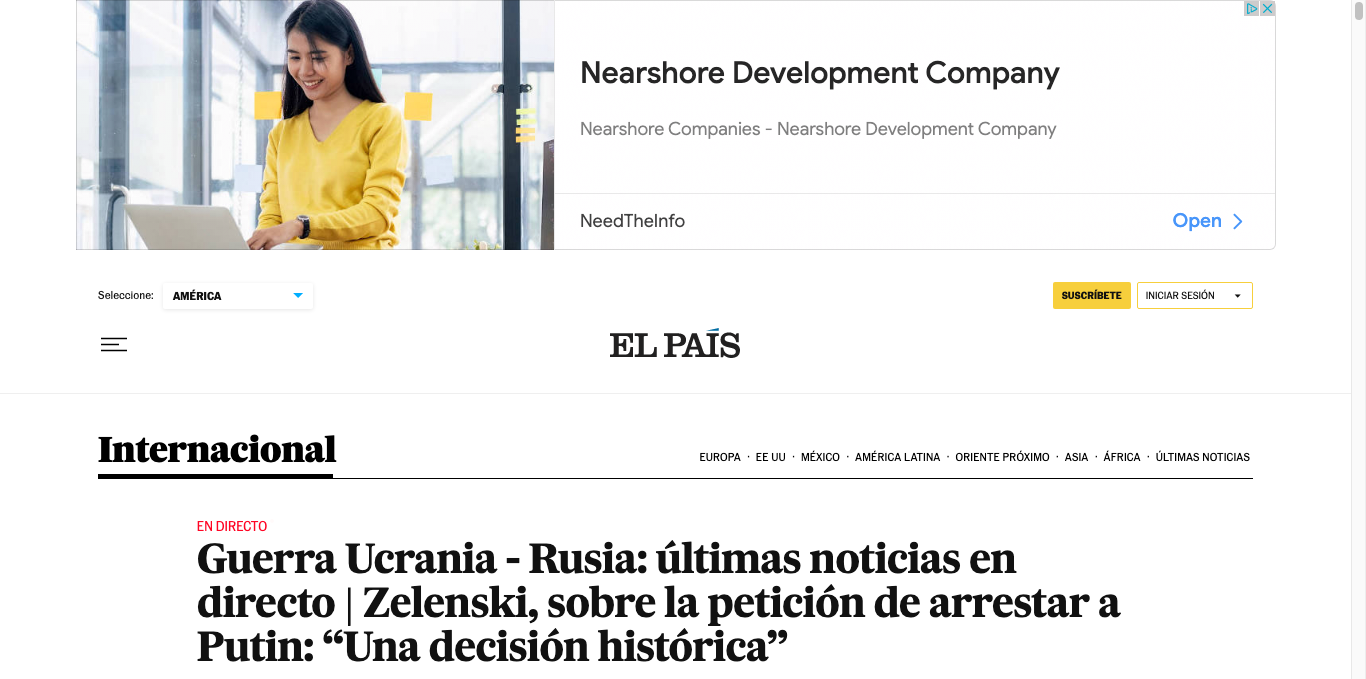 Nearshore Development Company
Nearshore Companies - Nearshore Development Company
NeedTheInfo
Open
Seleccione:
AMÉRICA
SUSCRÍBETE
INICIAR SESIÓN
EL PAÍS
Internacional
EUROPA · EE UU · MÉXICO · AMÉRICA LATINA · ORIENTE PRÓXIMO · ASIA · ÁFRICA · ÚLTIMAS NOTICIAS
EN DIRECTO
Guerra Ucrania - Rusia: últimas noticias en
directo | Zelenski, sobre la petición de arrestar a
Putin: “Una decisión histórica”